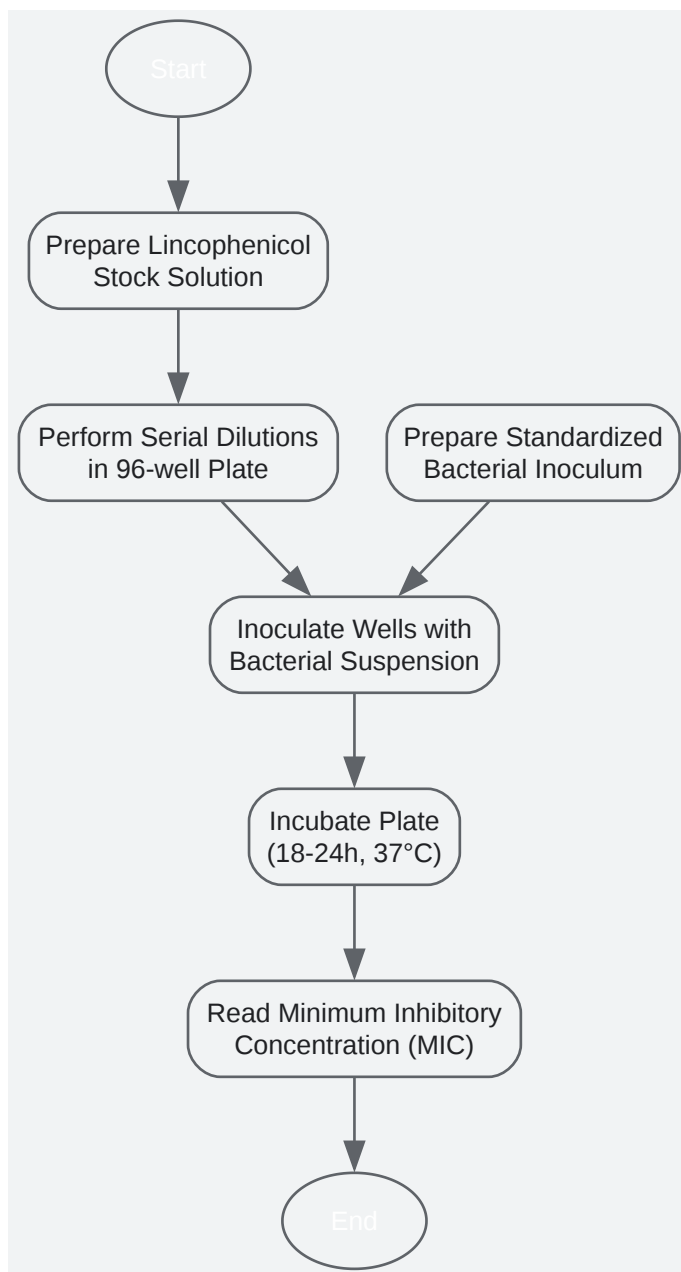 Start
Prepare Lincophenicol
Stock Solution
Perform Serial Dilutions
in 96-well Plate
Prepare Standardized
Bacterial Inoculum
Inoculate Wells with
Bacterial Suspension
Incubate Plate
(18-24h, 37°C)
Read Minimum Inhibitory
Concentration (MIC)
End